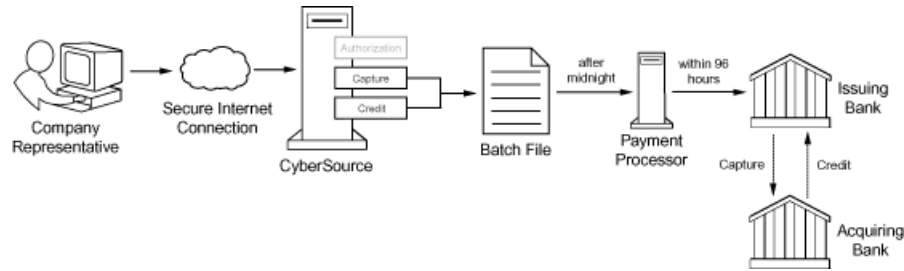 Company
Representative
Secure Internet
Connection
Authorization
Capture
Credit
CyberSource
Batch File
after
midnight
Payment
Processor
within 96
hours
Issuing
Bank
Capture
Credit
Acquiring
Bank